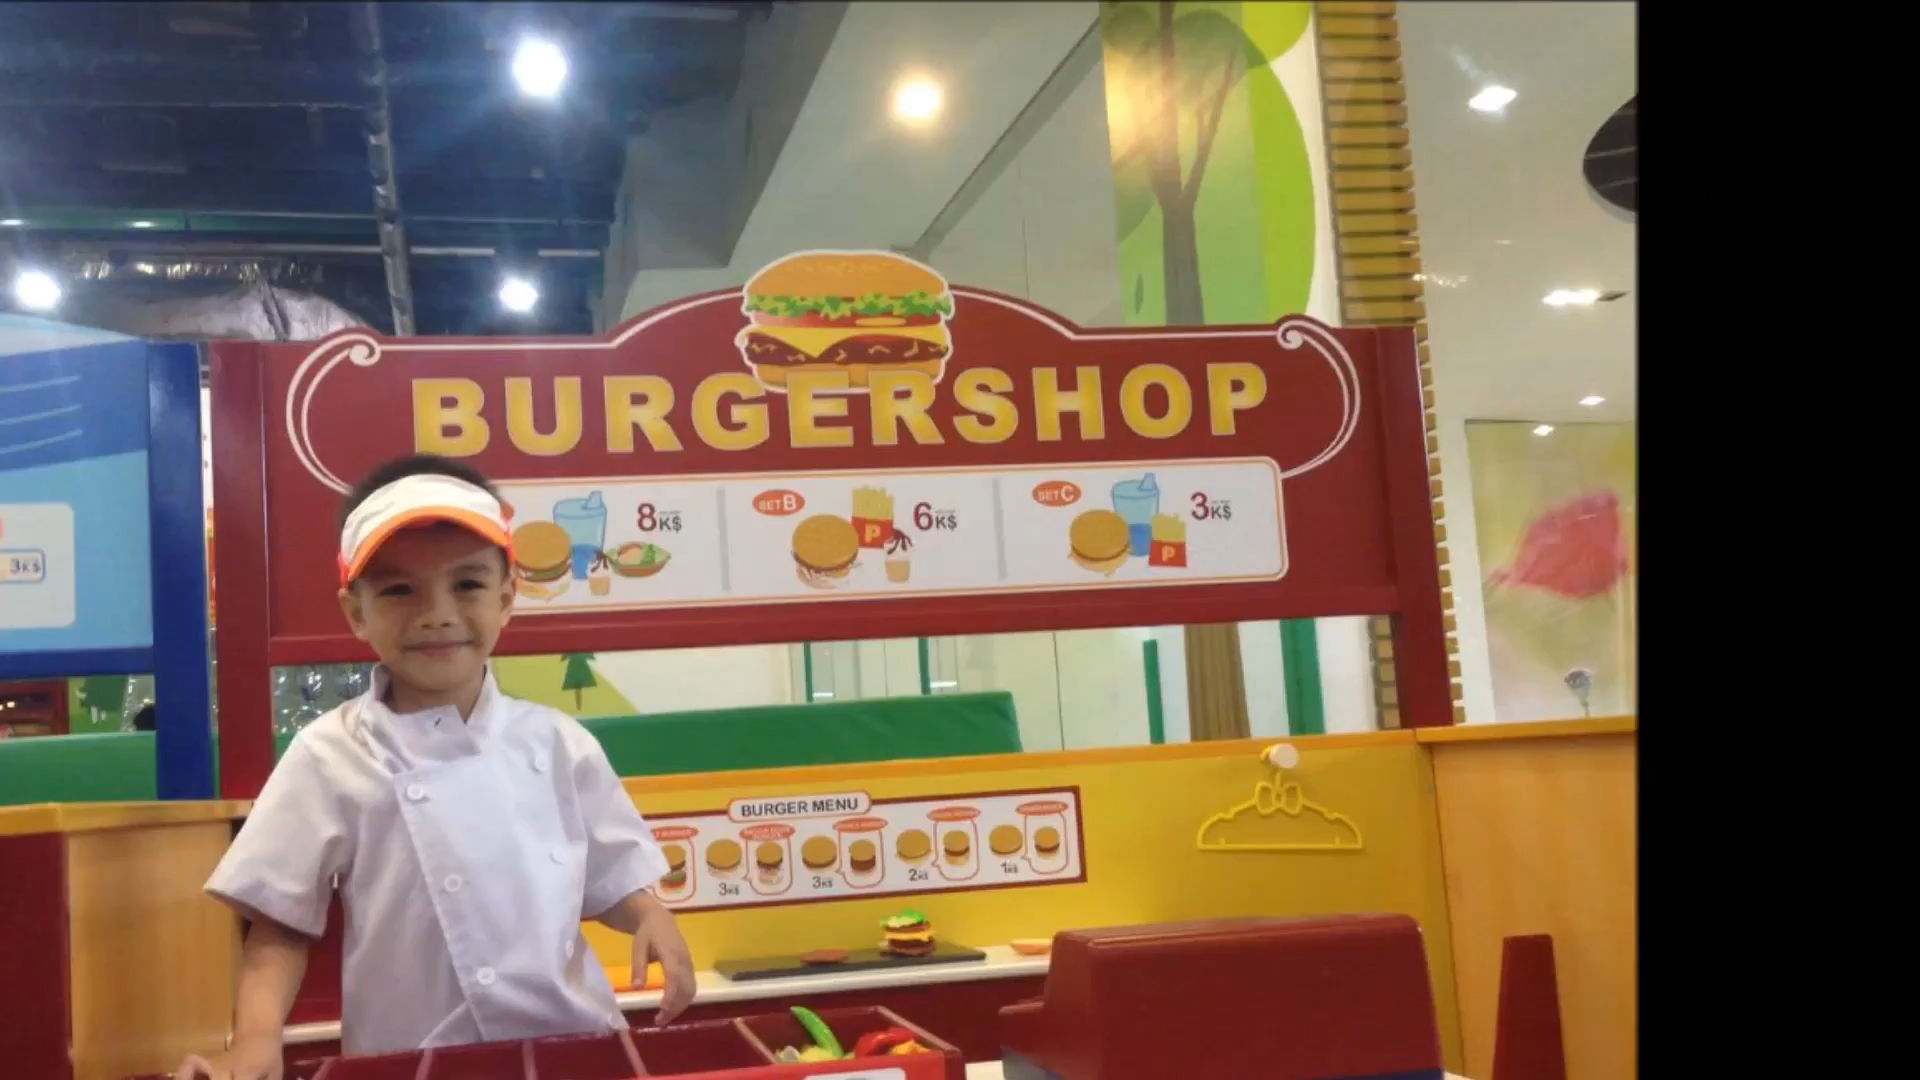 BURGERSHOP
8K$
SET B
6K$
SET C
3K$
3K$
P
P
BURGER MENU
3K$
3K$
2K$
1K$